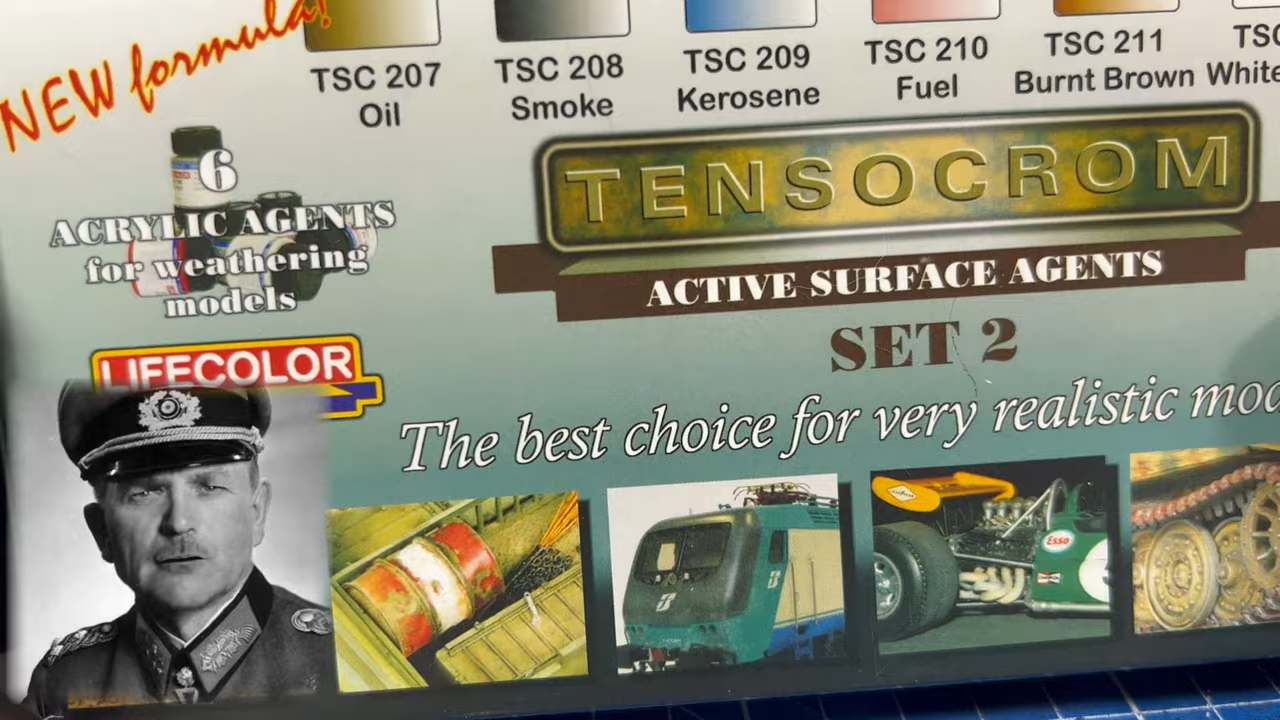 NEW formula!
TSC 207
Oil
TSC 208
Smoke
TSC 209
Kerosene
TSC 210
Fuel
TSC 211
Burnt Brown
TSC
White
6
ACRYLIC AGENTS
for weathering
models
TENSOCROM
ACTIVE SURFACE AGENTS
SET 2
LIFECOLOR
The best choice for very realistic
Esso